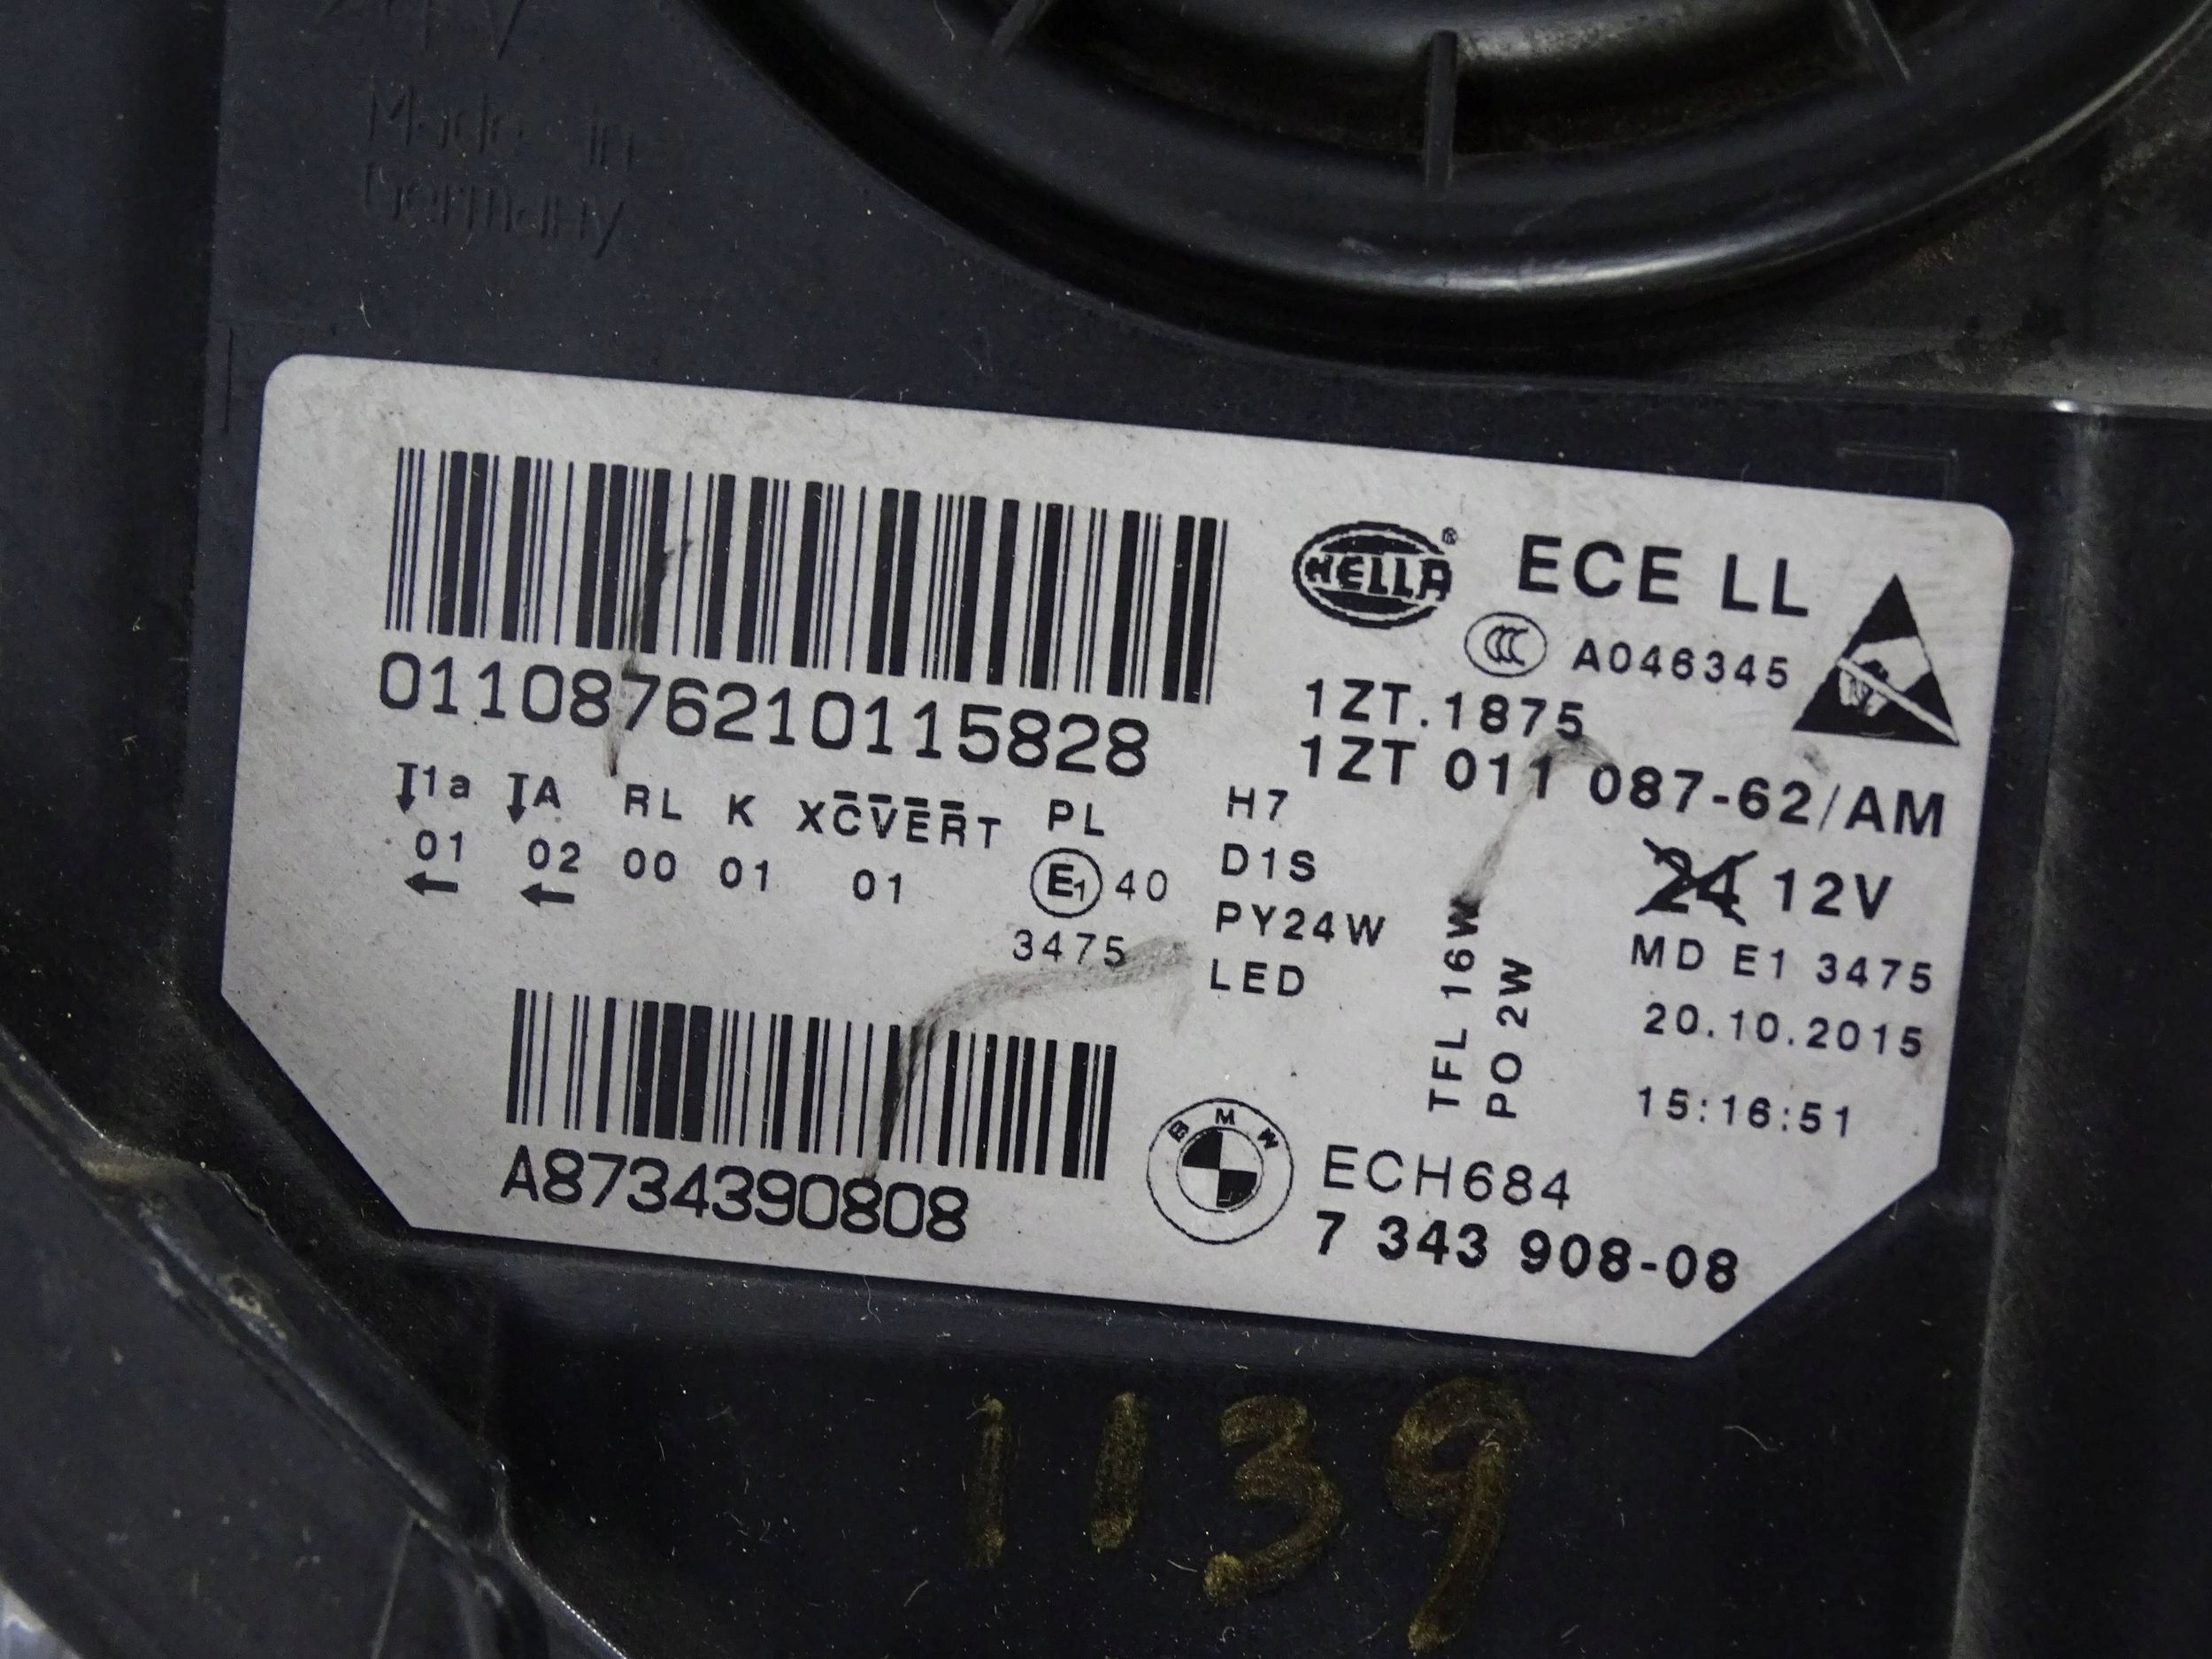 Made in
Germany
0110876210115828
HELLA®
ECE LL
CCC A046345
1ZT.1875
1ZT 011 087-62/AM
1a A RL K XCVERT PL
01 02 00 01 01 E1 40
3475
H7
D1S
PY24W
LED
TFL 16W
PO 2W
24 12V
MD E1 3475
20.10.2015
15:16:51
A8734390808
BMW
ECH684
7 343 908-08
1139